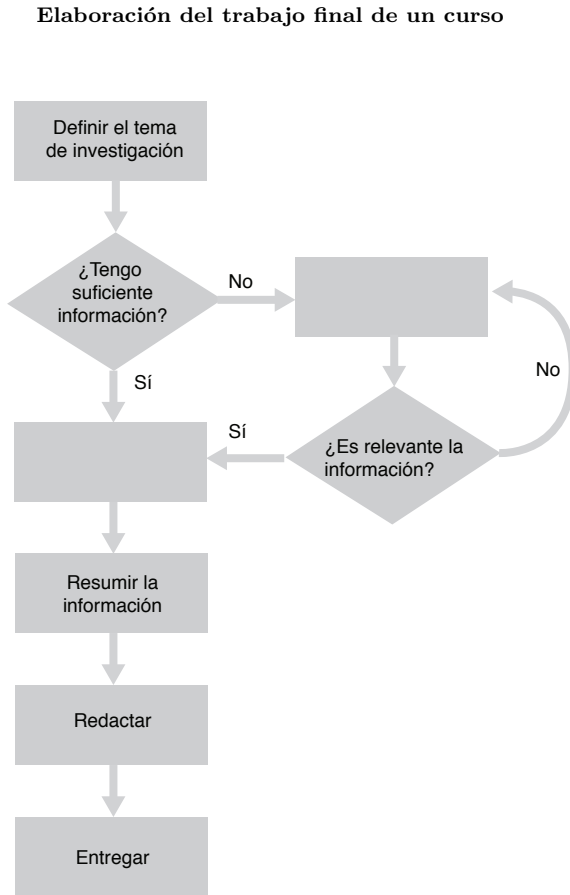 Elaboración del trabajo final de un curso
Definir el tema
de investigación
¿Tengo
suficiente
información?
No
No
Sí
Sí
¿Es relevante la
información?
Resumir la
información
Redactar
Entregar